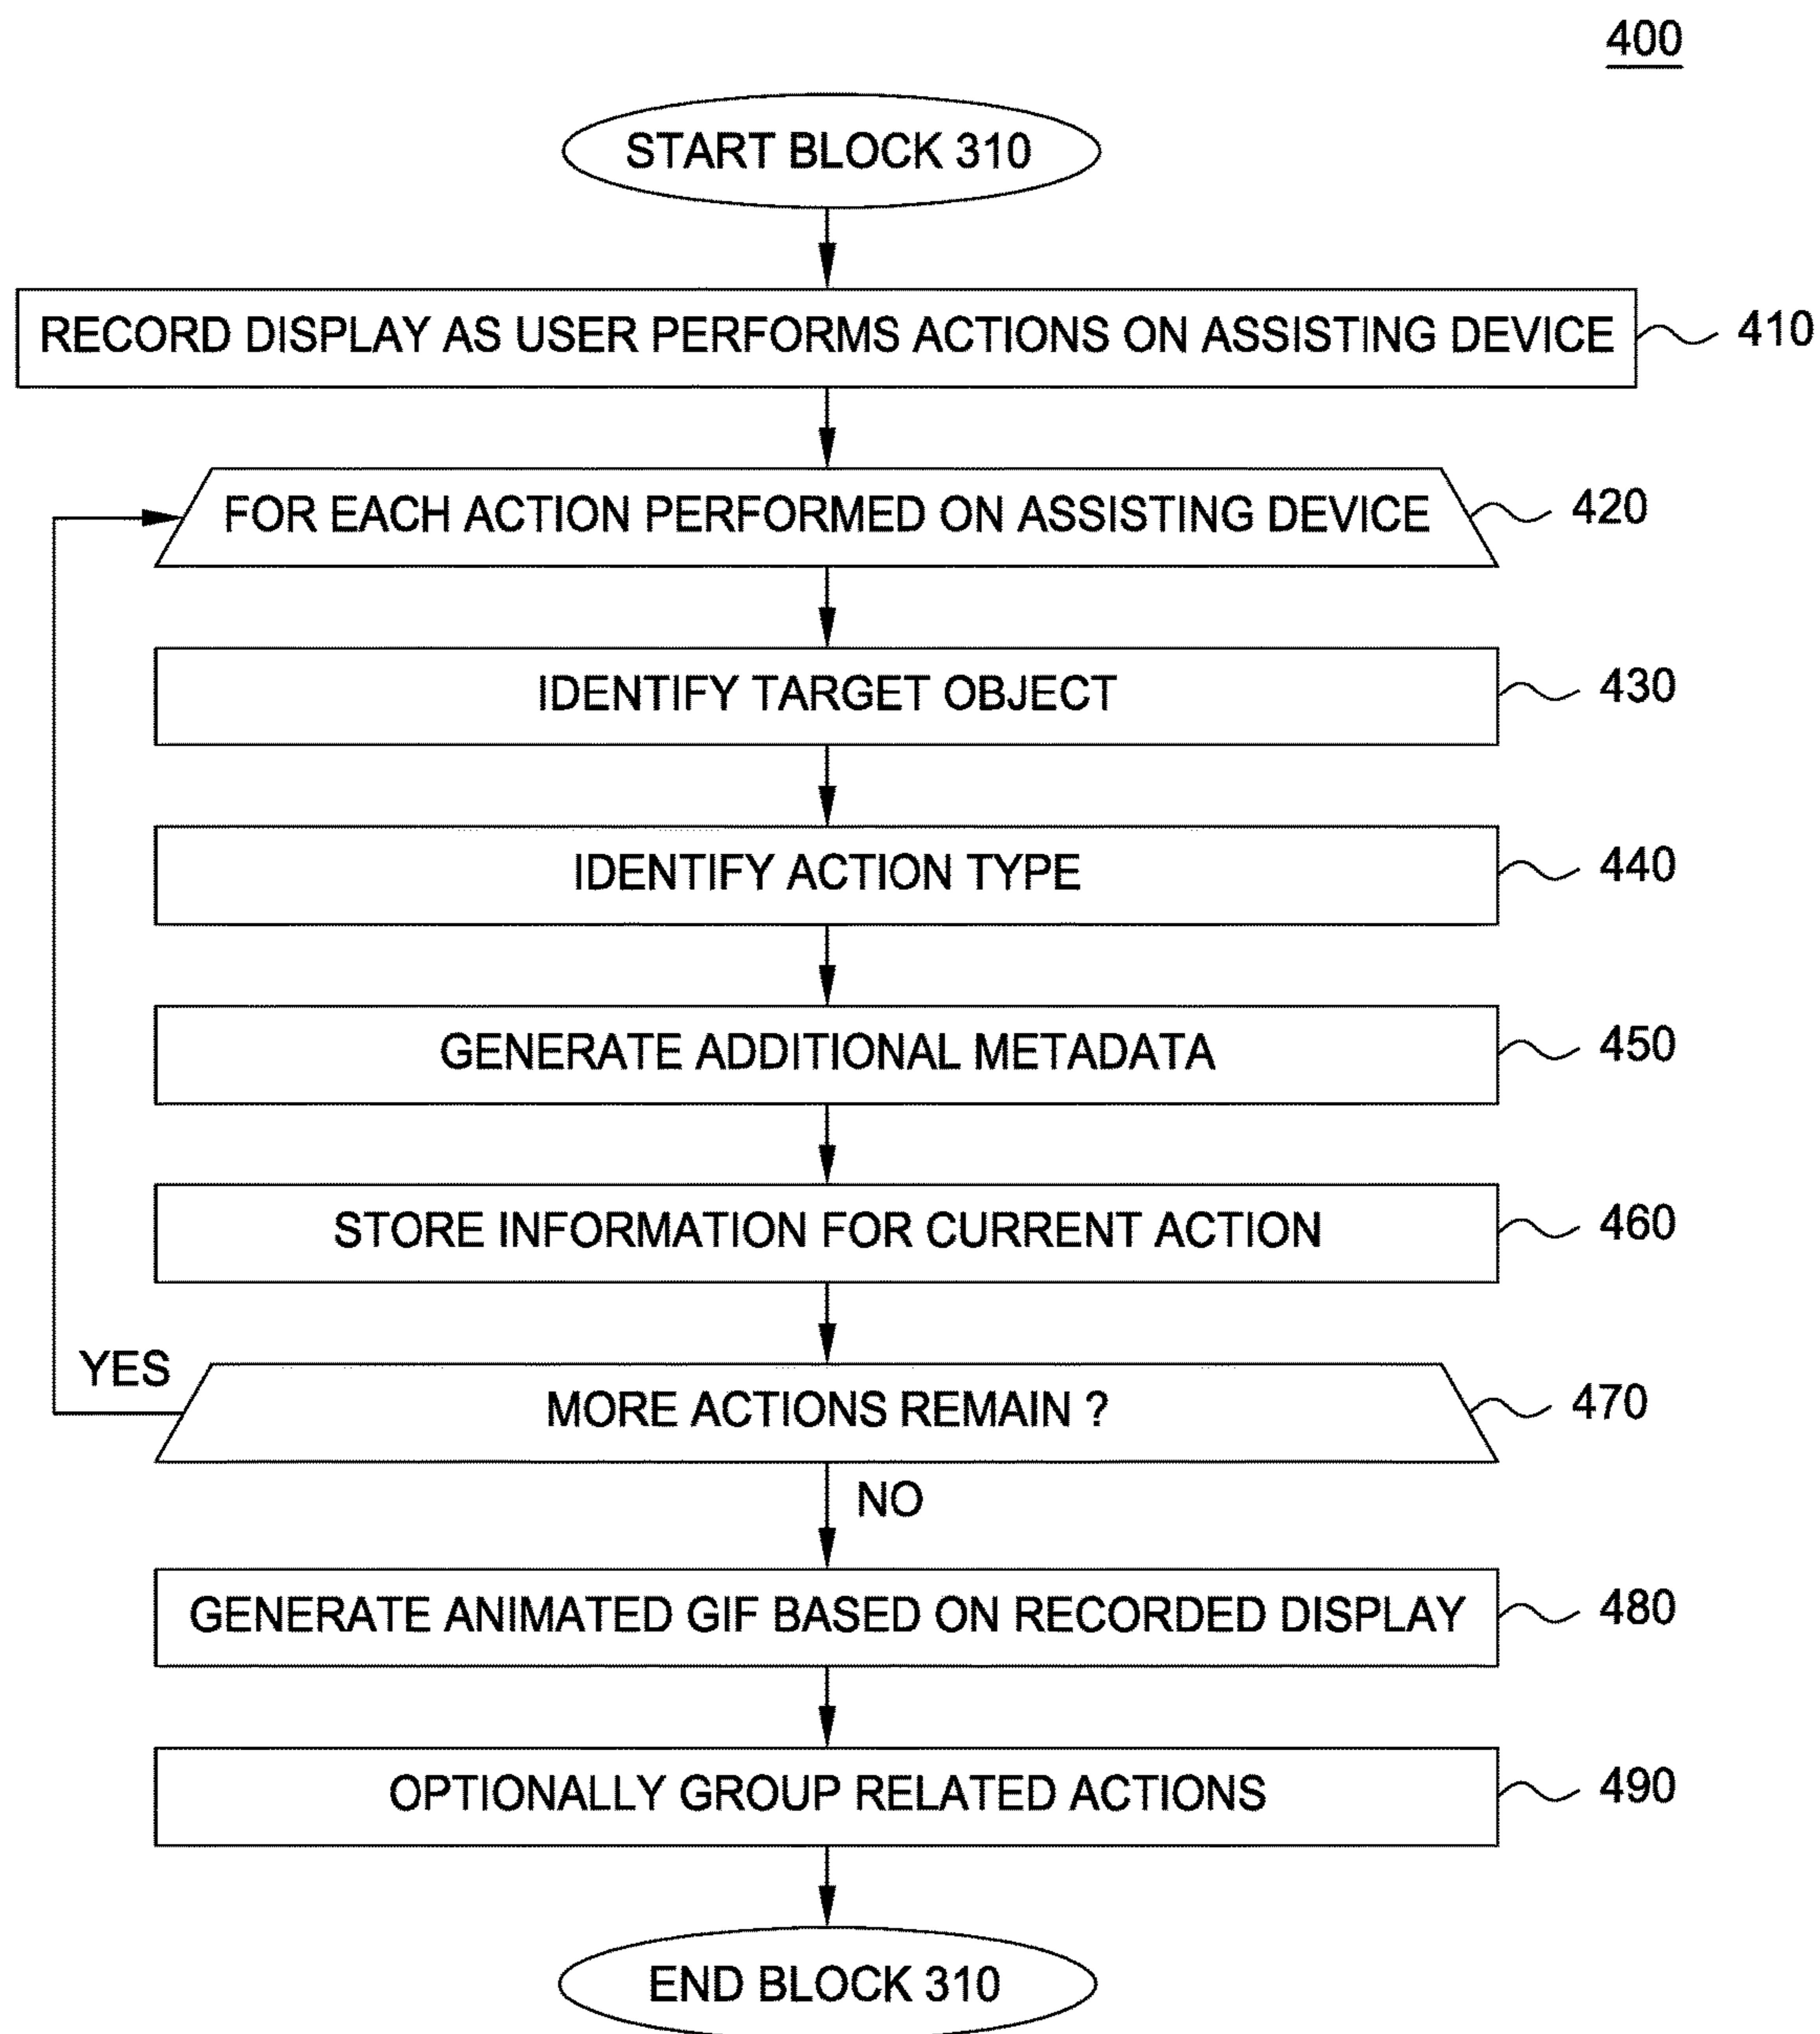 400
START BLOCK 310
RECORD DISPLAY AS USER PERFORMS ACTIONS ON ASSISTING DEVICE 410
FOR EACH ACTION PERFORMED ON ASSISTING DEVICE 420
IDENTIFY TARGET OBJECT 430
IDENTIFY ACTION TYPE 440
GENERATE ADDITIONAL METADATA 450
STORE INFORMATION FOR CURRENT ACTION 460
YES
MORE ACTIONS REMAIN ? 470
NO
GENERATE ANIMATED GIF BASED ON RECORDED DISPLAY 480
OPTIONALLY GROUP RELATED ACTIONS 490
END BLOCK 310